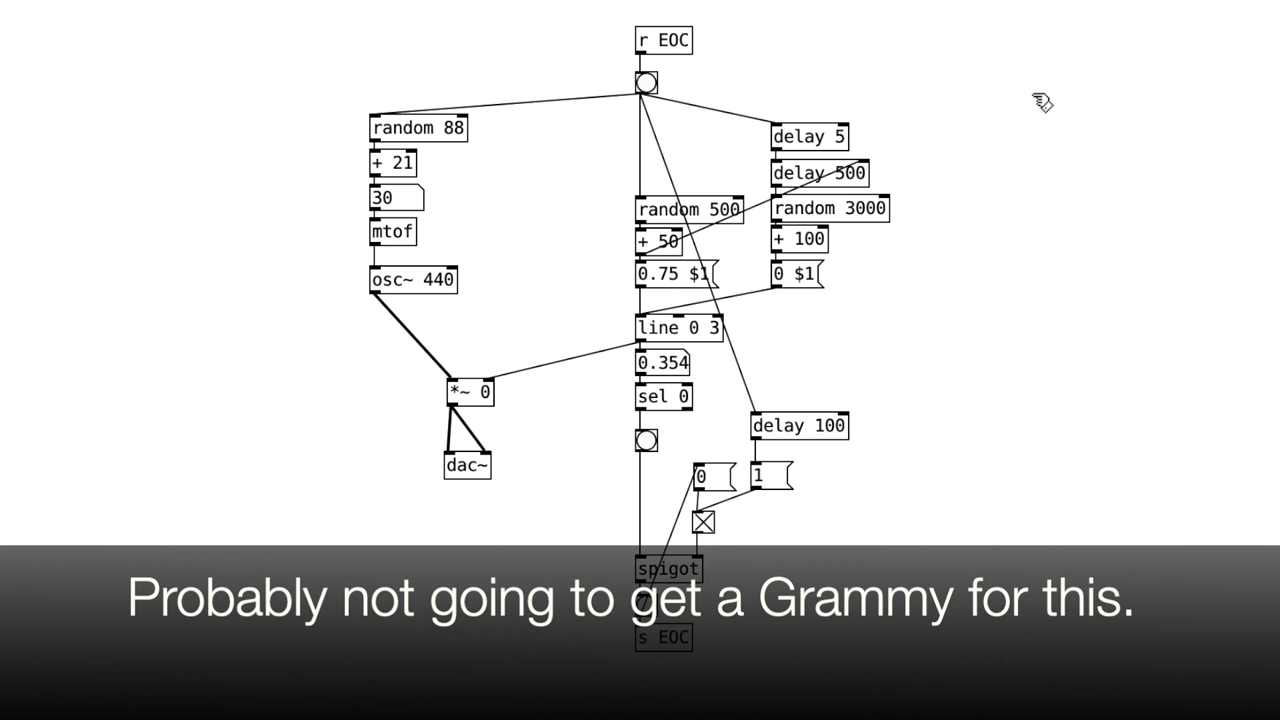 r EOC
random 88
delay 5
+ 21
delay 500
30
random 500
random 3000
mtof
+ 50
+ 100
osc~ 440
0.75 $1
0 $1
line 0 3
0.354
*~ 0
sel 0
delay 100
dac~
0
1
spigot
Probably not going to get a Grammy for this.
s EOC